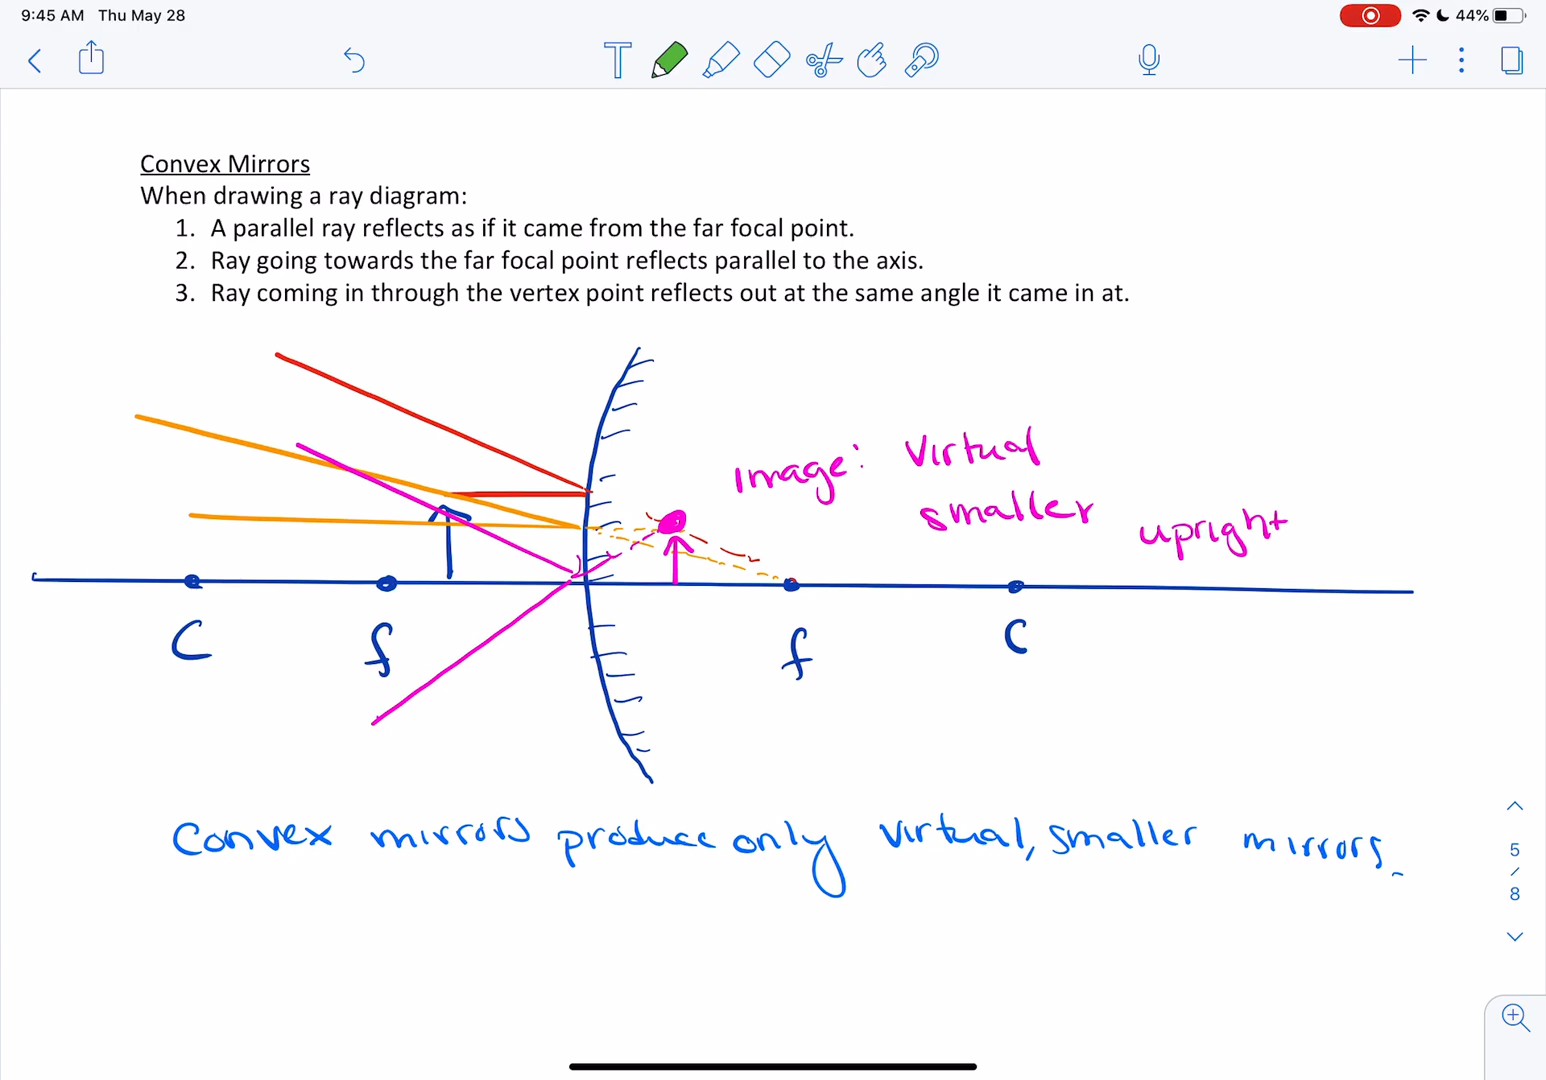 9:45 AM Thu May 28
44%
T
Convex Mirrors
When drawing a ray diagram:
1. A parallel ray reflects as if it came from the far focal point.
2. Ray going towards the far focal point reflects parallel to the axis.
3. Ray coming in through the vertex point reflects out at the same angle it came in at.
Image: Virtual
smaller
upright
C f f C
Convex mirrors produce only virtual, smaller mirrors.
5
/
8